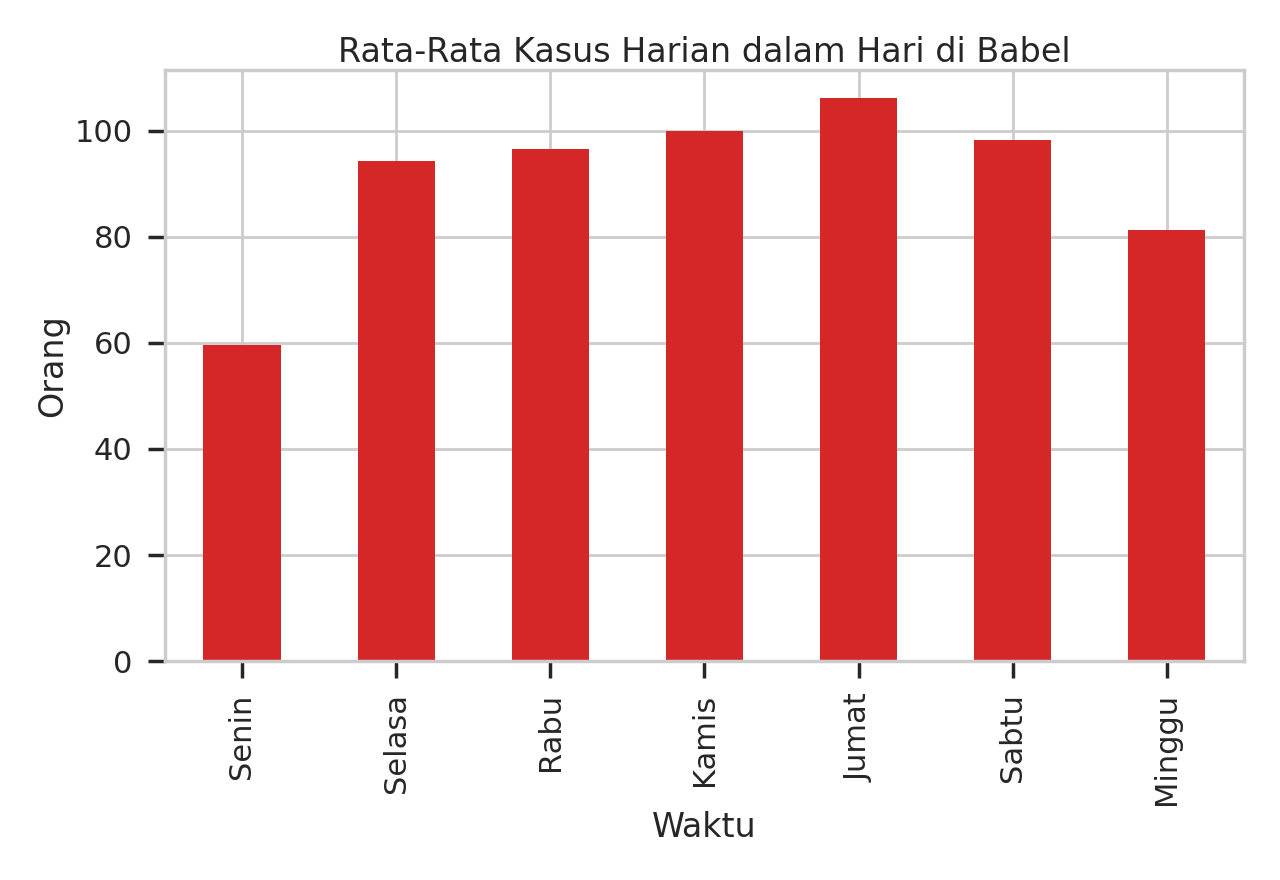 Rata-Rata Kasus Harian dalam Hari di Babel
Orang
100
80
60
40
20
0
Senin
Selasa
Rabu
Kamis
Jumat
Sabtu
Minggu
Waktu